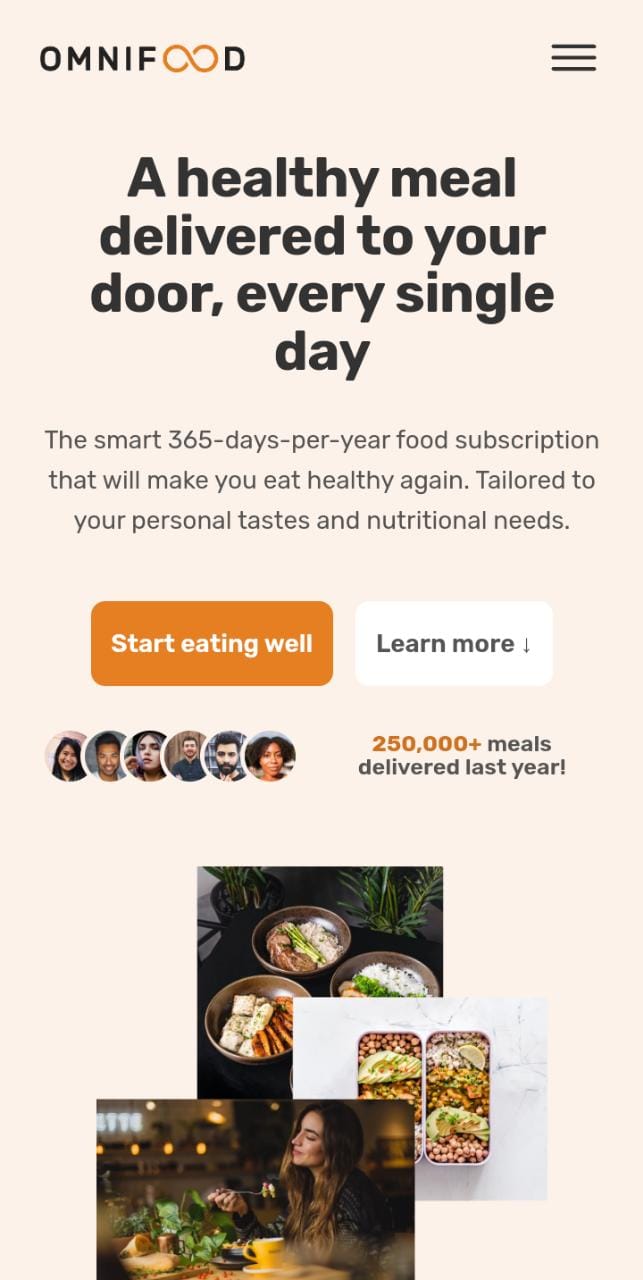 OMNIFOOD
A healthy meal
delivered to your
door, every single
day
The smart 365-days-per-year food subscription
that will make you eat healthy again. Tailored to
your personal tastes and nutritional needs.
Start eating well
Learn more ↓
250,000+ meals
delivered last year!